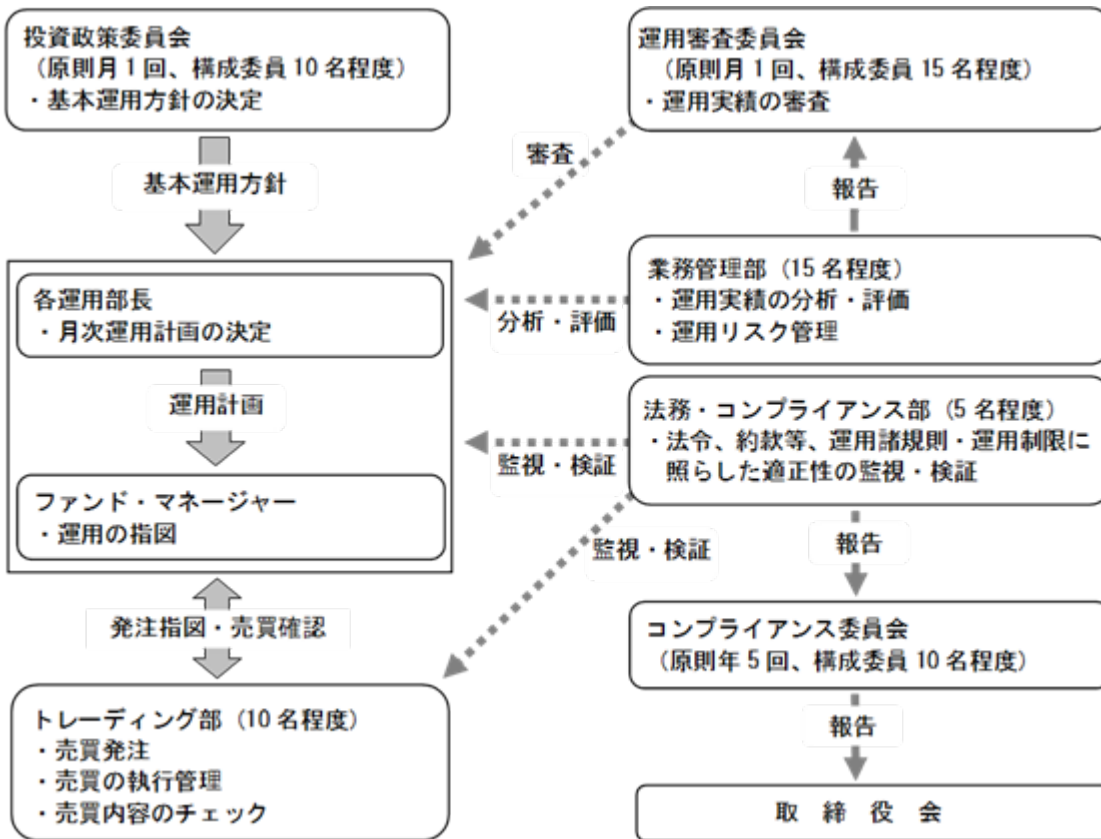 投資政策委員会
（原則月１回、構成委員 10 名程度）
・基本運用方針の決定
基本運用方針
各運用部長
・月次運用計画の決定
運用計画
ファンド・マネージャー
・運用の指図
発注指図・売買確認
トレーディング部（10 名程度）
・売買発注
・売買の執行管理
・売買内容のチェック
運用審査委員会
（原則月１回、構成委員 15 名程度）
・運用実績の審査
審査
報告
業務管理部（15 名程度）
・運用実績の分析・評価
・運用リスク管理
分析・評価
法務・コンプライアンス部（5 名程度）
・法令、約款等、運用諸規則・運用制限に
照らした適正性の監視・検証
監視・検証
監視・検証
報告
コンプライアンス委員会
（原則年５回、構成委員 10 名程度）
報告
取　締　役　会